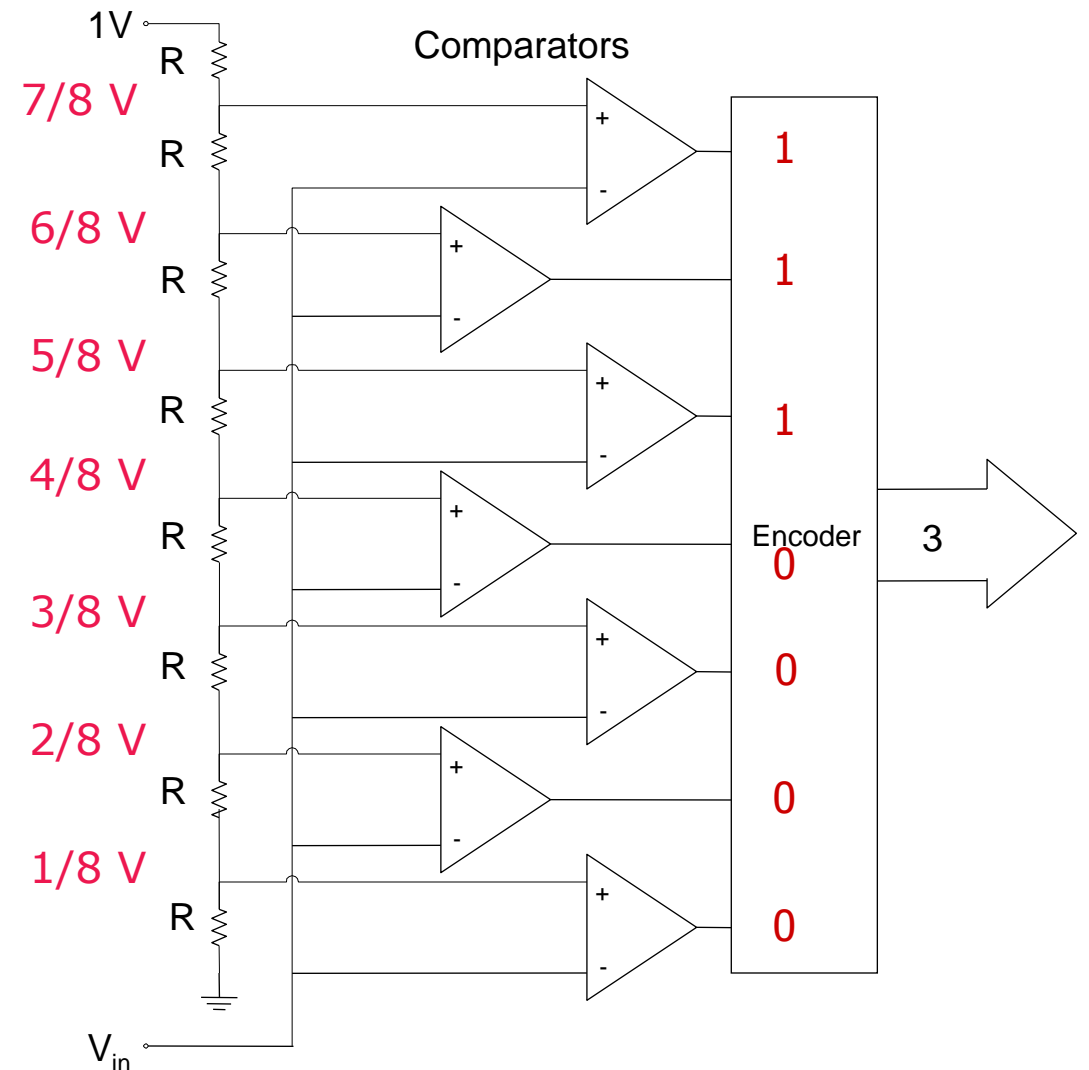 1V
Comparators
R
7/8 V
+
R
1
-
6/8 V
+
1
R
-
5/8 V
+
R
1
-
4/8 V
+
R
Encoder
3
0
-
3/8 V
+
R
0
-
2/8 V
+
R
0
-
1/8 V
+
R
0
-
Vin